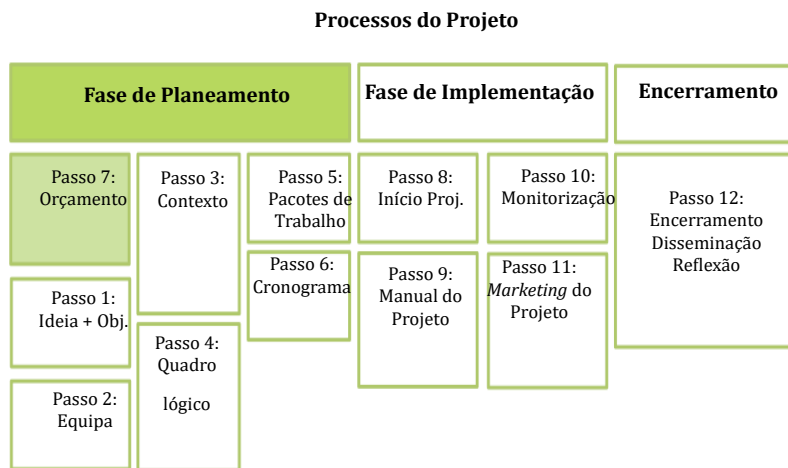 Processos do Projeto
Fase de Planeamento
Fase de Implementação
Encerramento
Passo 7:
Orçamento
Passo 1:
Ideia + Obj.
Passo 2:
Equipa
Passo 3:
Contexto
Passo 4:
Quadro
lógico
Passo 5:
Pacotes de
Trabalho
Passo 6:
Cronograma
Passo 8:
Início Proj.
Passo 9:
Manual do
Projeto
Passo 10:
Monitorização
Passo 11:
Marketing do
Projeto
Passo 12:
Encerramento
Disseminação
Reflexão